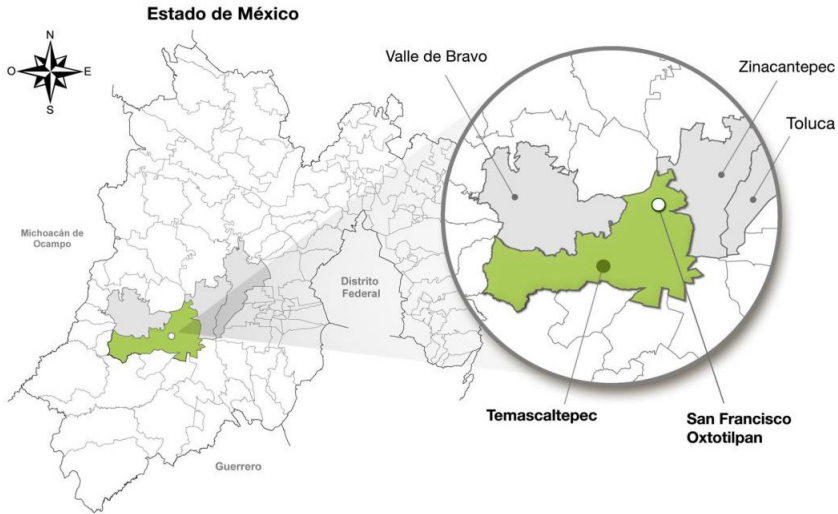 Estado de México
N
O
E
S
Valle de Bravo
Zinacantepec
Toluca
Michoacán de
Ocampo
Distrito
Federal
Temascaltepec
San Francisco
Oxtotilpan
Guerrero